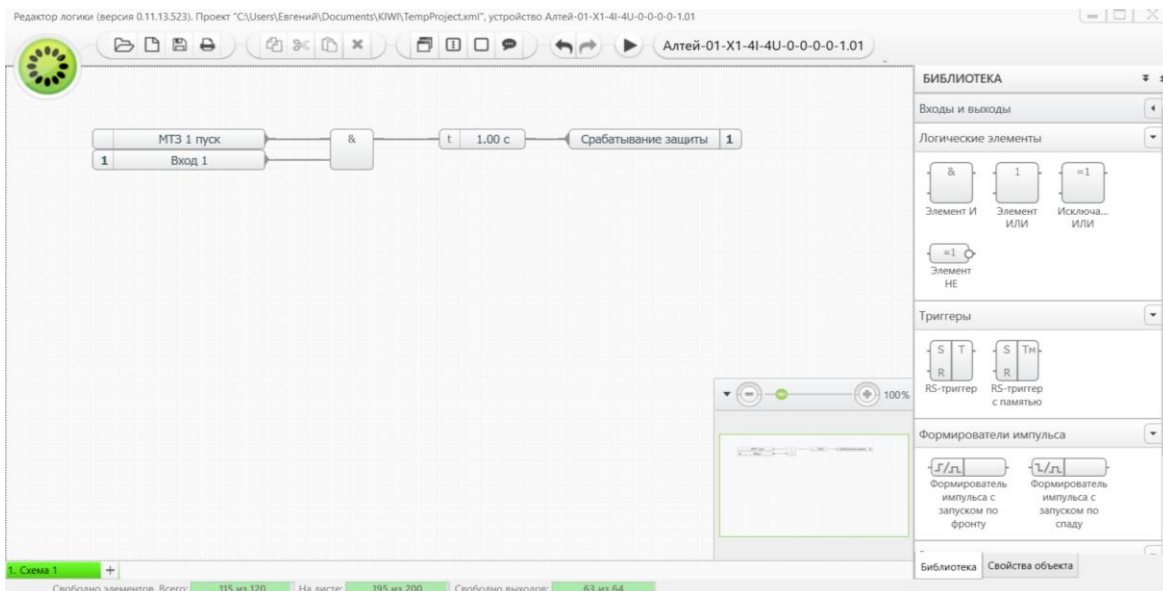 Редактор логики (версия 0.11.13.523). Проект "C:\Users\Евгений\Documents\KIWI\TempProject.xml", устройство Алтей-01-X1-4I-4U-0-0-0-0-1.01
Алтей-01-X1-4I-4U-0-0-0-0-1.01
МТЗ 1 пуск
1 Вход 1
&
t 1.00 с
Срабатывание защиты 1
100%
1. Схема 1 +
Свободно элементов. Всего: 115 из 120 На листе: 195 из 200 Свободно выходов: 63 из 64
БИБЛИОТЕКА
Входы и выходы
Логические элементы
& 1 =1
Элемент И Элемент Исключа...
ИЛИ ИЛИ
=1
Элемент
НЕ
Триггеры
S T S Tм
R R
RS-триггер RS-триггер
с памятью
Формирователи импульса
Формирователь Формирователь
импульса с импульса с
запуском по запуском по
фронту спаду
Библиотека Свойства объекта